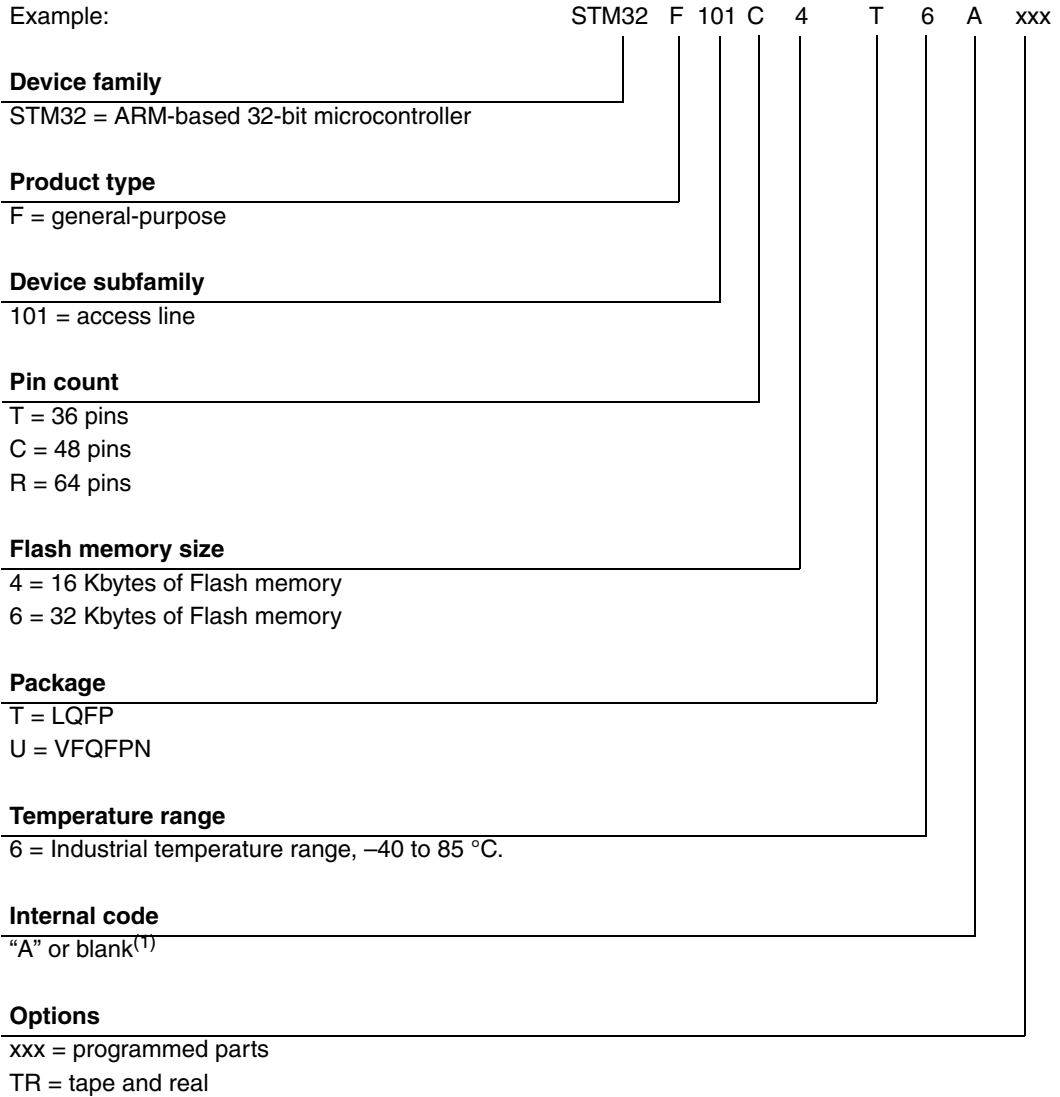 Example: STM32 F 101 C 4 T 6 A xxx
Device family
STM32 = ARM-based 32-bit microcontroller
Product type
F = general-purpose
Device subfamily
101 = access line
Pin count
T = 36 pins
C = 48 pins
R = 64 pins
Flash memory size
4 = 16 Kbytes of Flash memory
6 = 32 Kbytes of Flash memory
Package
T = LQFP
U = VFQFPN
Temperature range
6 = Industrial temperature range, –40 to 85 °C.
Internal code
“A” or blank(1)
Options
xxx = programmed parts
TR = tape and real